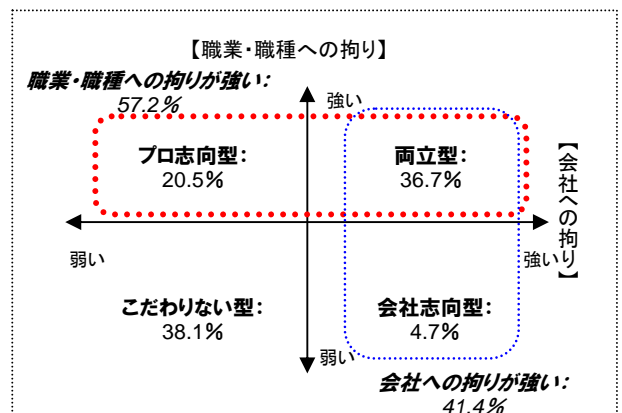 【職業・職種への拘り】
職業・職種への拘りが強い：
57.2％
強い
プロ志向型：
20.5％
両立型：
36.7％
【会社への拘り】
弱い
強い
こだわりない型：
38.1％
会社志向型：
4.7％
弱い
会社への拘りが強い：
41.4％